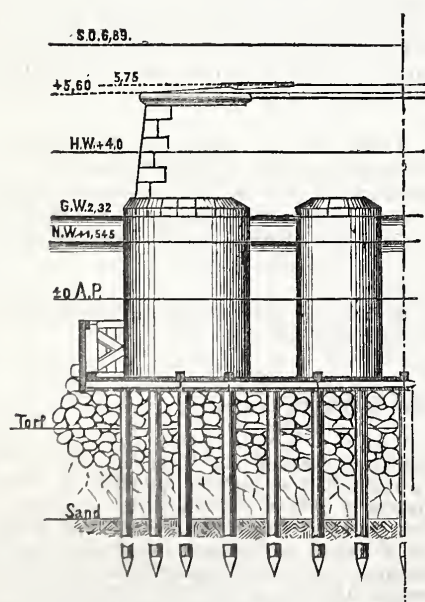 S.O.6,89.
5,75
+5,60
H.W.+4,0
G.W.2,32
N.W.+1,545
±0 A.P.
Torf
Sand